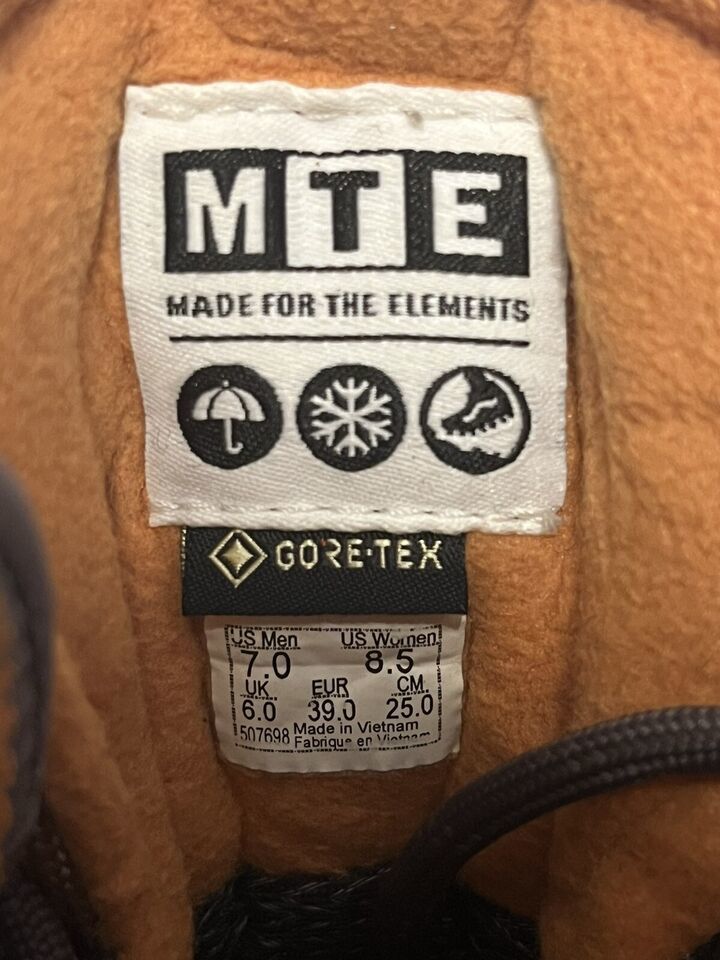 MTE
MADE FOR THE ELEMENTS
GORE-TEX
US Men US Women
7.0 8.5
UK EUR CM
6.0 39.0 25.0
507698 Made in Vietnam
Fabrique en Vietnam